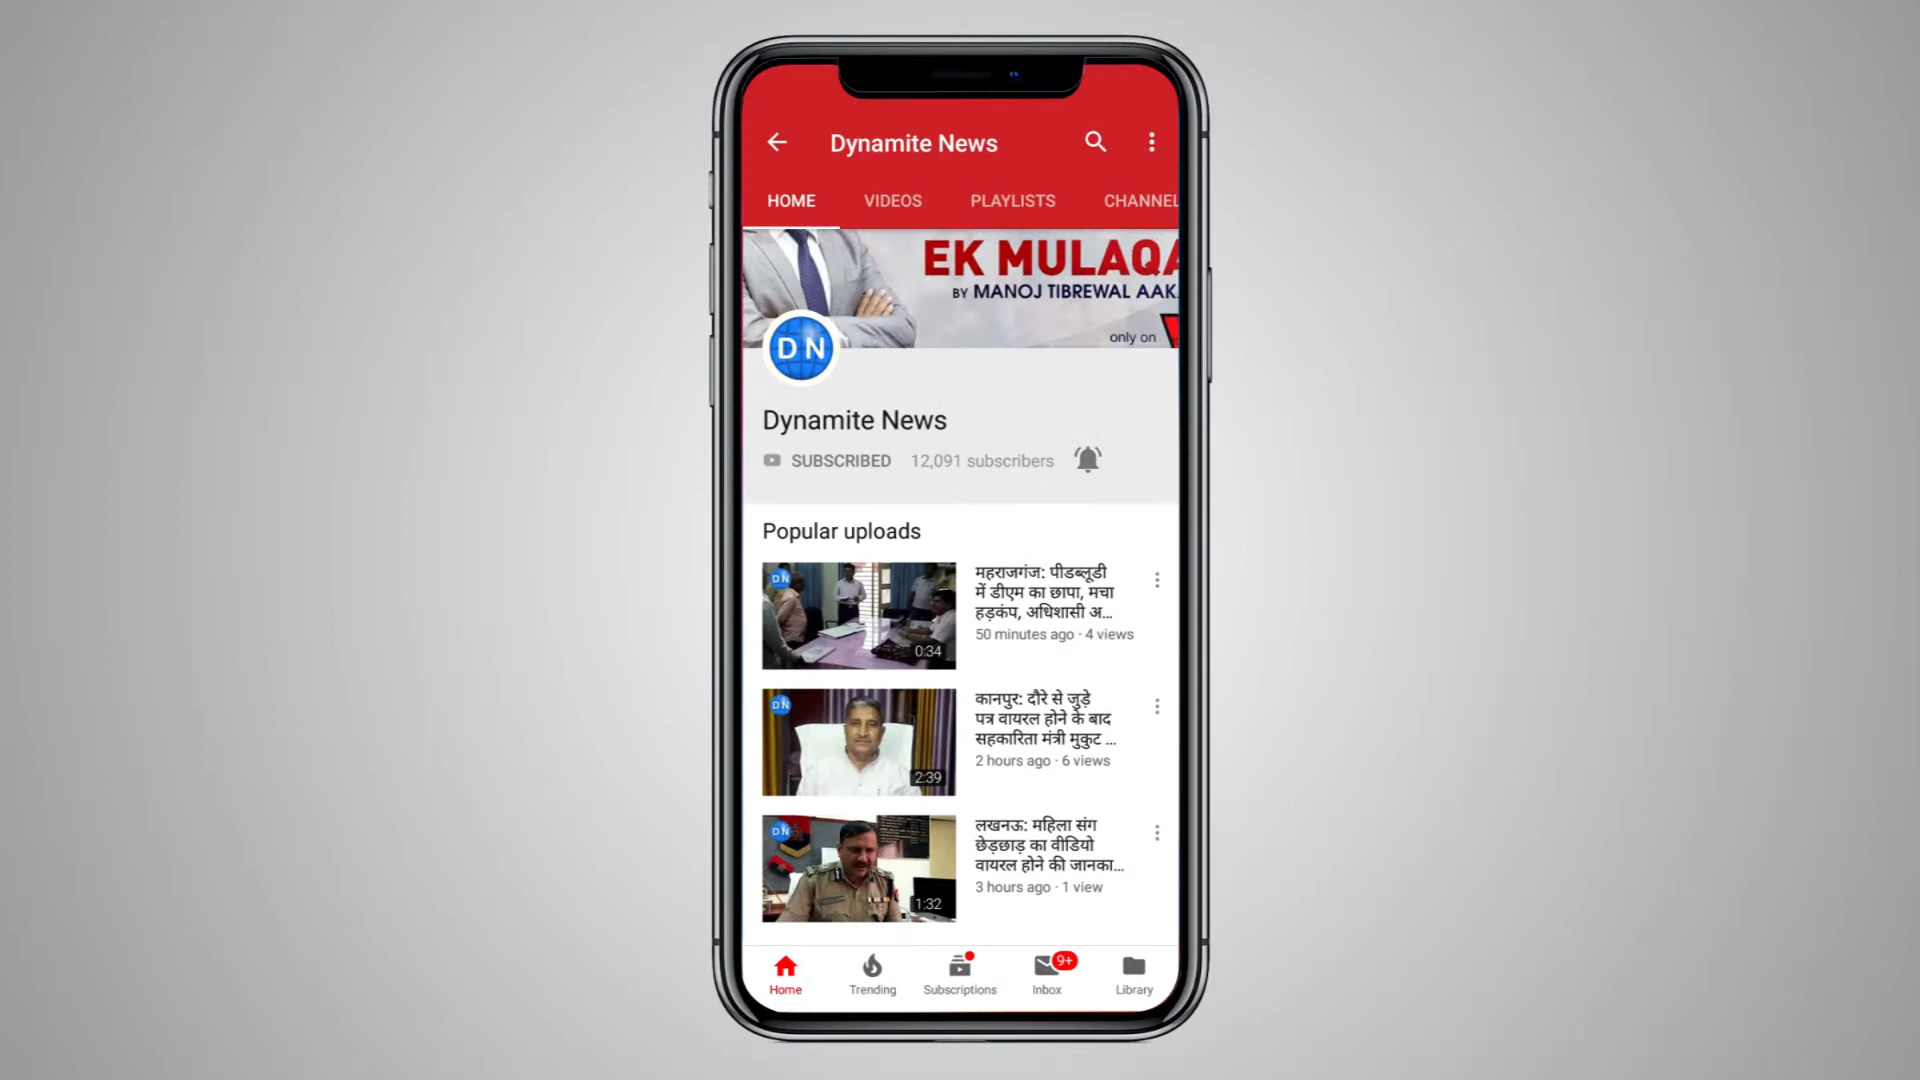 Dynamite News
HOME VIDEOS PLAYLISTS CHANNEL
EK MULAQA
BY MANOJ TIBREWAL AAK
only on
DN
Dynamite News
SUBSCRIBED 12,091 subscribers
Popular uploads
DN
0:34
महराजगंज: पीडब्लूडी
में डीएम का छापा, मचा
हड़कंप, अधिशासी अ...
50 minutes ago · 4 views
DN
2:39
कानपुर: दौरे से जुड़े
पत्र वायरल होने के बाद
सहकारिता मंत्री मुकुट ...
2 hours ago · 6 views
DN
1:32
लखनऊ: महिला संग
छेड़छाड़ का वीडियो
वायरल होने की जानका...
3 hours ago · 1 view
9+
Home Trending Subscriptions Inbox Library